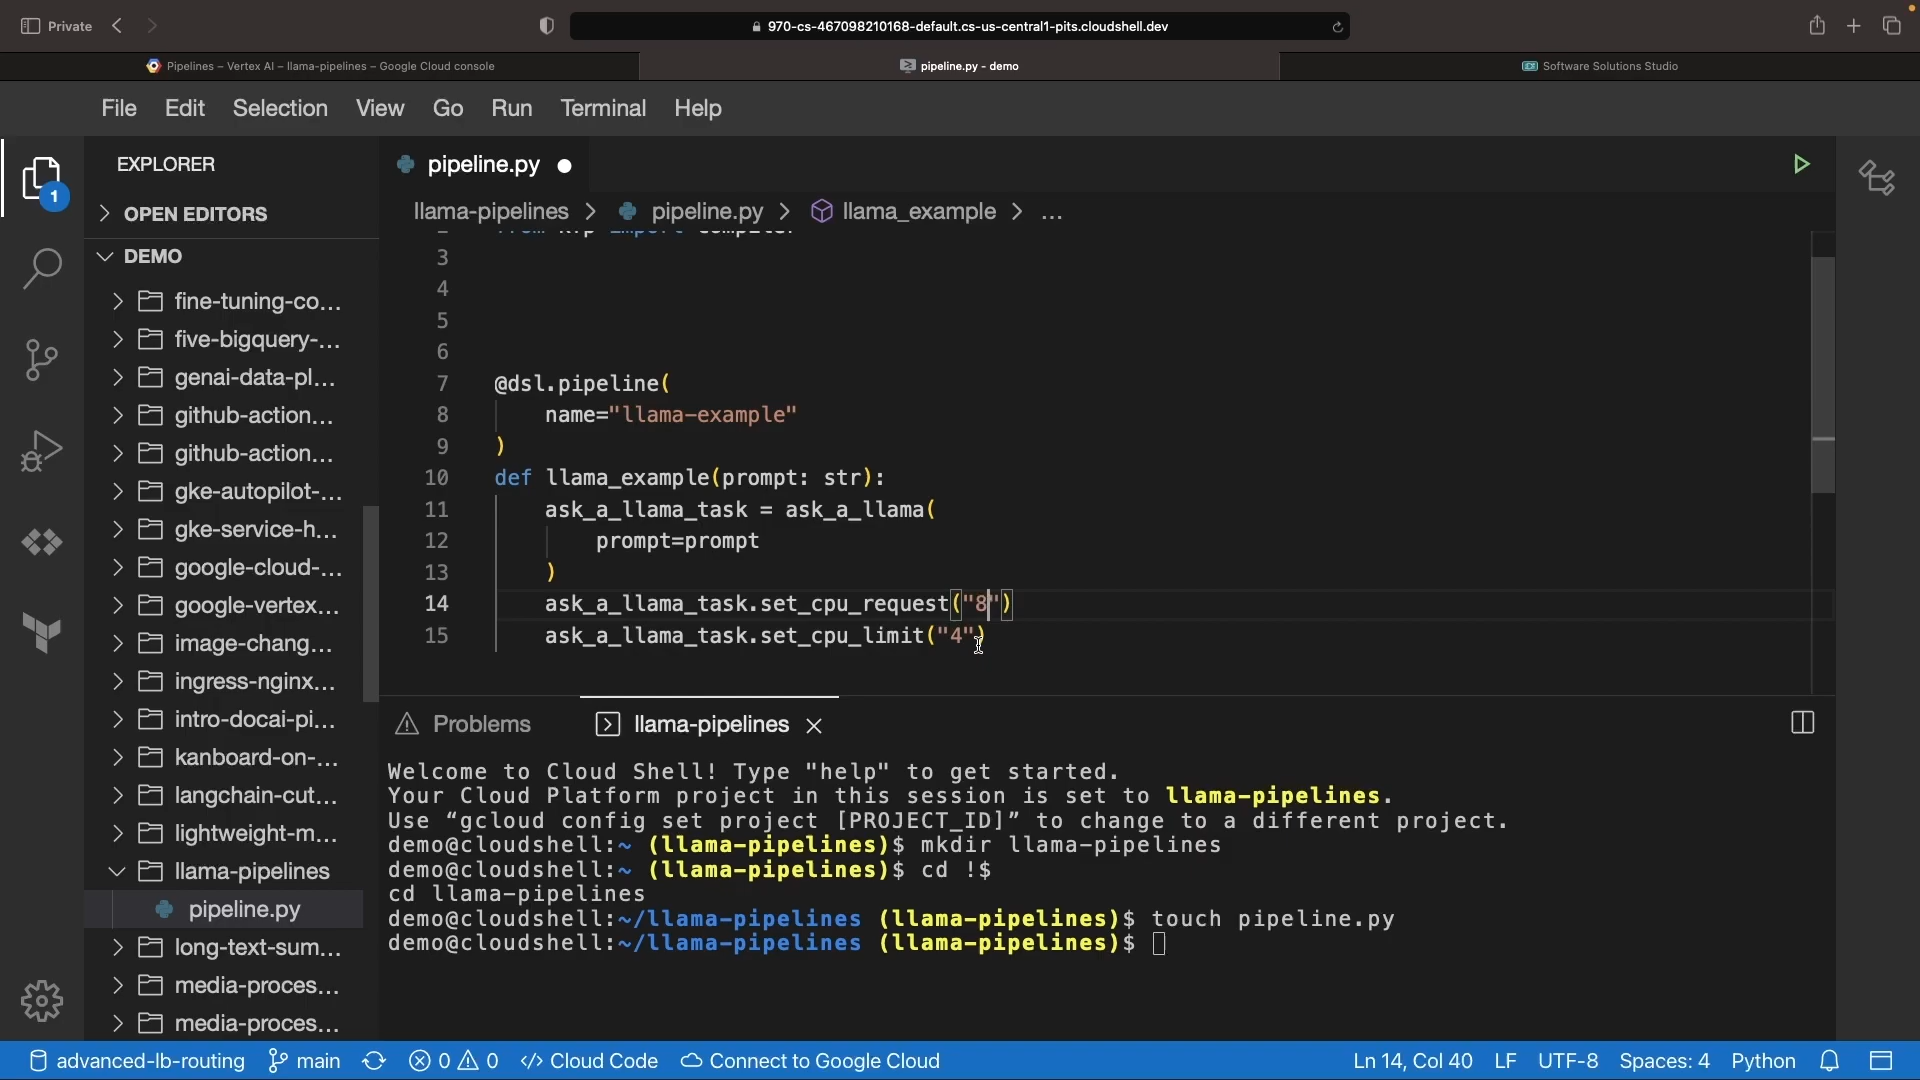 Private
970-cs-467098210168-default.cs-us-central1-pits.cloudshell.dev
Pipelines – Vertex AI – llama-pipelines – Google Cloud console
pipeline.py - demo
Software Solutions Studio
File Edit Selection View Go Run Terminal Help
EXPLORER
1
OPEN EDITORS
DEMO
fine-tuning-co...
five-bigquery-...
genai-data-pl...
github-action...
github-action...
gke-autopilot-...
gke-service-h...
google-cloud-...
google-vertex...
image-chang...
ingress-nginx...
intro-docai-pi...
kanboard-on-...
langchain-cut...
lightweight-m...
llama-pipelines
pipeline.py
long-text-sum...
media-proces...
media-proces...
pipeline.py
llama-pipelines > pipeline.py > llama_example > ...
2 from kfp import compiler
3
4
5
6
7 @dsl.pipeline(
8 name="llama-example"
9 )
10 def llama_example(prompt: str):
11 ask_a_llama_task = ask_a_llama(
12 prompt=prompt
13 )
14 ask_a_llama_task.set_cpu_request("8")
15 ask_a_llama_task.set_cpu_limit("4")
Problems
llama-pipelines
Welcome to Cloud Shell! Type "help" to get started.
Your Cloud Platform project in this session is set to llama-pipelines.
Use “gcloud config set project [PROJECT_ID]” to change to a different project.
demo@cloudshell:~ (llama-pipelines)$ mkdir llama-pipelines
demo@cloudshell:~ (llama-pipelines)$ cd !$
cd llama-pipelines
demo@cloudshell:~/llama-pipelines (llama-pipelines)$ touch pipeline.py
demo@cloudshell:~/llama-pipelines (llama-pipelines)$
advanced-lb-routing main 0 0 Cloud Code Connect to Google Cloud Ln 14, Col 40 LF UTF-8 Spaces: 4 Python